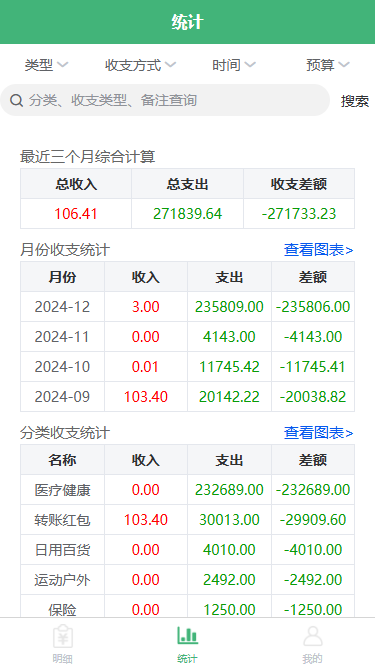 统计
类型 收支方式 时间 预算
分类、收支类型、备注查询 搜索
最近三个月综合计算
总收入 总支出 收支差额
106.41 271839.64 -271733.23
月份收支统计 查看图表>
月份 收入 支出 差额
2024-12 3.00 235809.00 -235806.00
2024-11 0.00 4143.00 -4143.00
2024-10 0.01 11745.42 -11745.41
2024-09 103.40 20142.22 -20038.82
分类收支统计 查看图表>
名称 收入 支出 差额
医疗健康 0.00 232689.00 -232689.00
转账红包 103.40 30013.00 -29909.60
日用百货 0.00 4010.00 -4010.00
运动户外 0.00 2492.00 -2492.00
保险 0.00 1250.00 -1250.00
明细 统计 我的